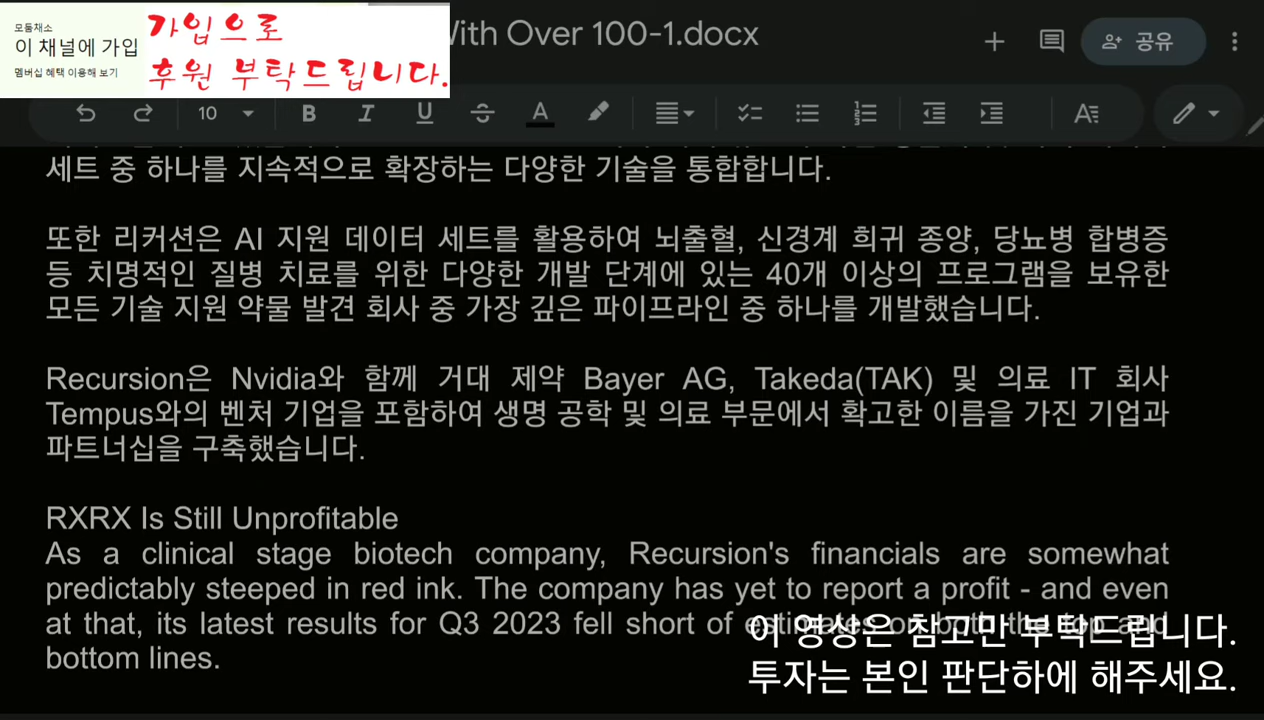 모둠채소
이 채널에 가입
멤버십 혜택 이용해 보기
가입으로
후원 부탁드립니다.
With Over 100-1.docx
공유
10
B
I
U
S
A
세트 중 하나를 지속적으로 확장하는 다양한 기술을 통합합니다.
또한 리커션은 AI 지원 데이터 세트를 활용하여 뇌출혈, 신경계 희귀 종양, 당뇨병 합병증
등 치명적인 질병 치료를 위한 다양한 개발 단계에 있는 40개 이상의 프로그램을 보유한
모든 기술 지원 약물 발견 회사 중 가장 깊은 파이프라인 중 하나를 개발했습니다.
Recursion은 Nvidia와 함께 거대 제약 Bayer AG, Takeda(TAK) 및 의료 IT 회사
Tempus와의 벤처 기업을 포함하여 생명 공학 및 의료 부문에서 확고한 이름을 가진 기업과
파트너십을 구축했습니다.
RXRX Is Still Unprofitable
As a clinical stage biotech company, Recursion's financials are somewhat
predictably steeped in red ink. The company has yet to report a profit - and even
at that, its latest results for Q3 2023 fell short of estimates on both the top and
bottom lines.
이 영상은 참고만 부탁드립니다.
투자는 본인 판단하에 해주세요.